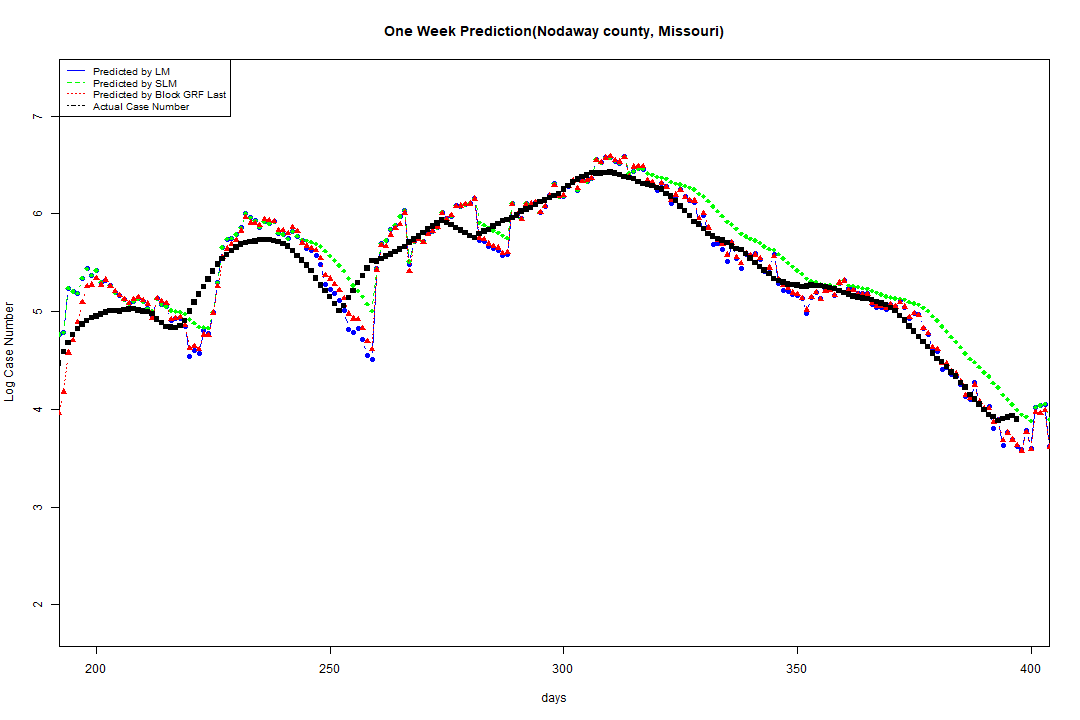 One Week Prediction(Nodaway county, Missouri)
Predicted by LM
Predicted by SLM
Predicted by Block GRF Last
Actual Case Number
7
6
5
4
3
2
Log Case Number
200 250 300 350 400
days